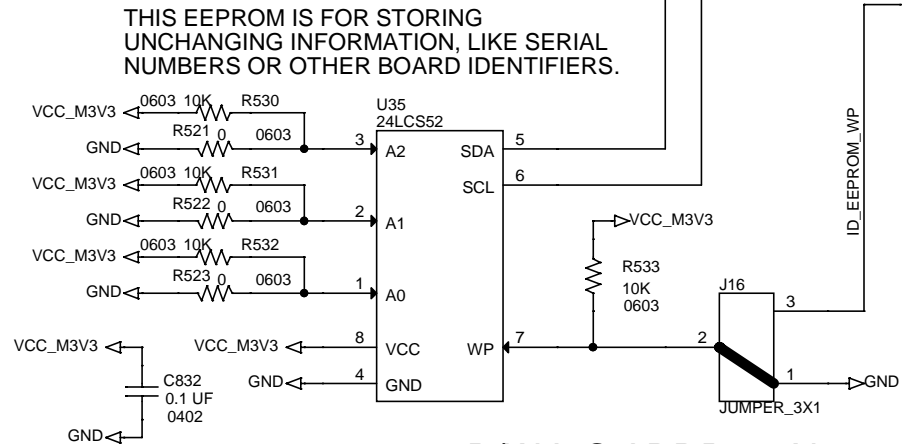 THIS EEPROM IS FOR STORING
UNCHANGING INFORMATION, LIKE SERIAL
NUMBERS OR OTHER BOARD IDENTIFIERS.
VCC_M3V3 0603 10K R530
GND R521 0 0603
VCC_M3V3 0603 10K R531
GND R522 0 0603
VCC_M3V3 0603 10K R532
GND R523 0 0603
U35
24LCS52
3 A2 SDA 5
SCL 6
2 A1
1 A0
VCC_M3V3 8 VCC WP 7
GND 4 GND
VCC_M3V3
C832
0.1 UF
0402
GND
VCC_M3V3
R533
10K
0603
ID_EEPROM_WP
J16
3
2
1 GND
JUMPER_3X1